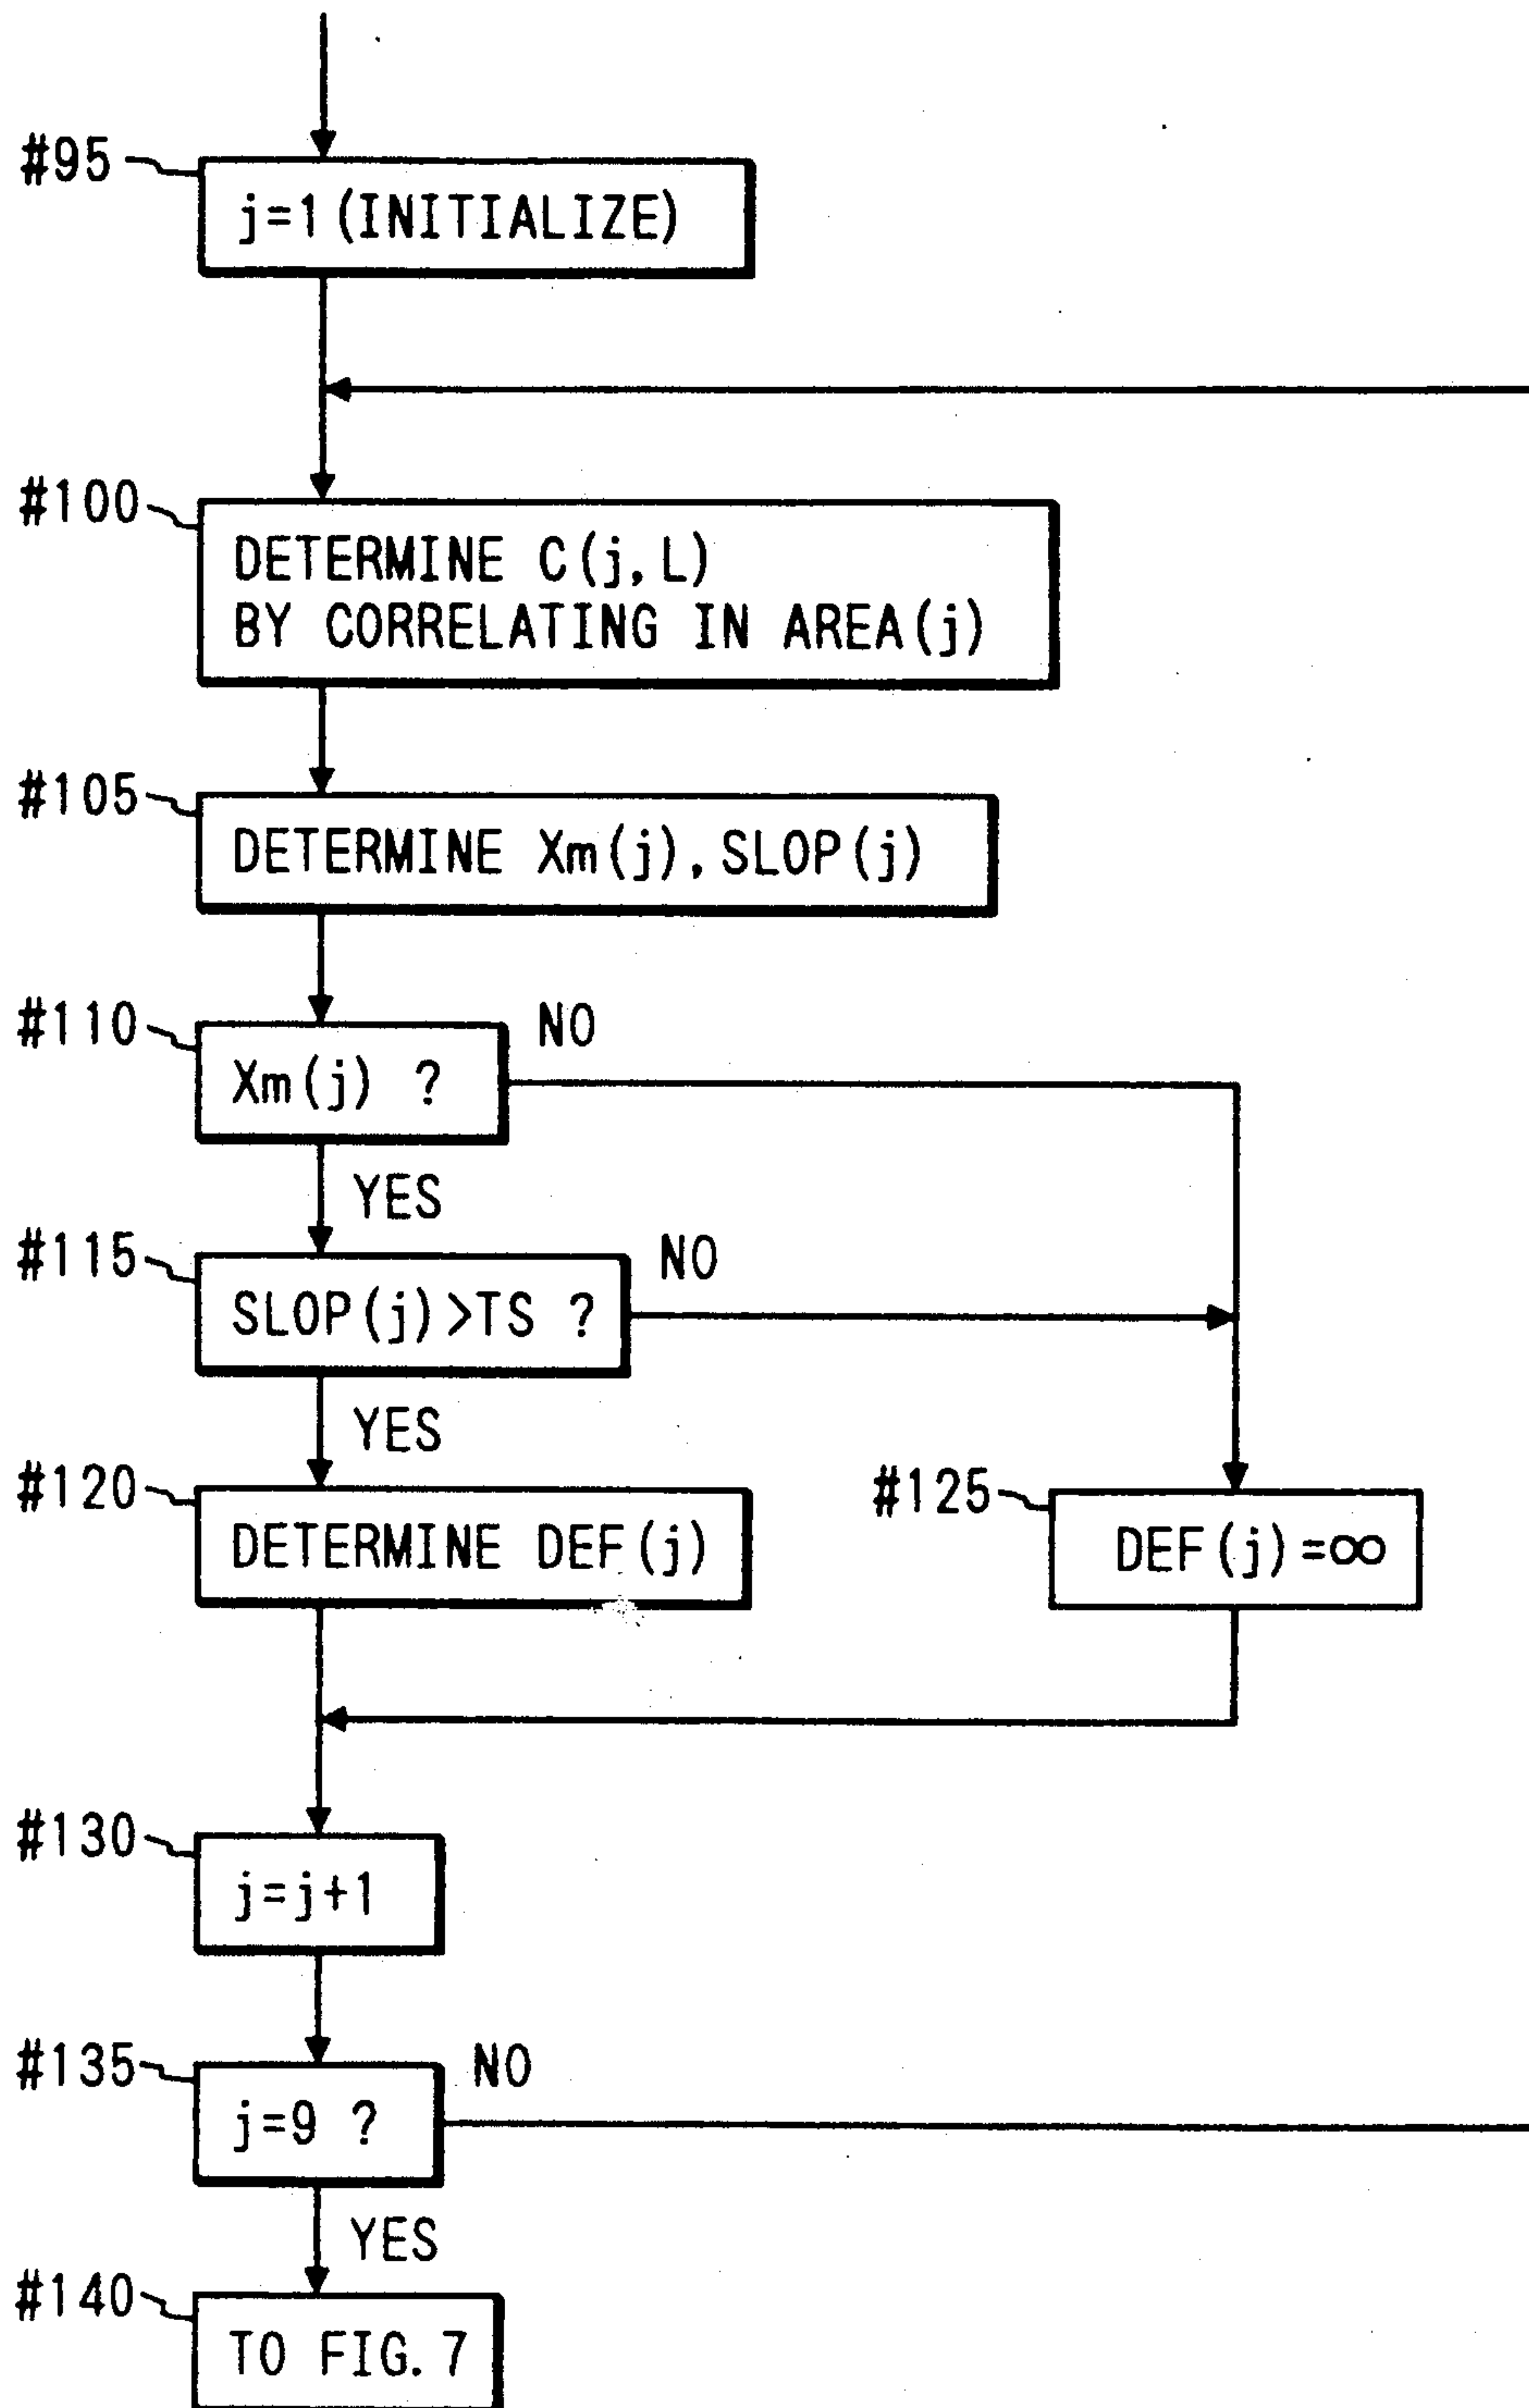 #95
j=1(INITIALIZE)
#100
DETERMINE C(j,L)
BY CORRELATING IN AREA(j)
#105
DETERMINE Xm(j),SLOP(j)
#110
Xm(j) ?
NO
YES
#115
SLOP(j)>TS ?
NO
YES
#120
DETERMINE DEF(j)
#125
DEF(j)=∞
#130
j=j+1
#135
j=9 ?
NO
YES
#140
TO FIG.7